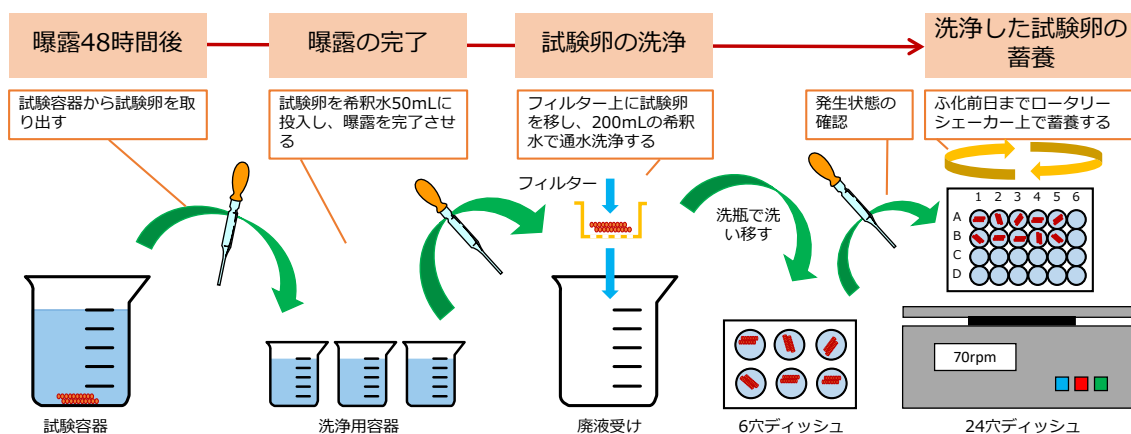 曝露48時間後
曝露の完了
試験卵の洗浄
洗浄した試験卵の
蓄養
試験容器から試験卵を取
り出す
試験卵を希釈水50mLに
投入し、曝露を完了させ
る
フィルター上に試験卵
を移し、200mLの希釈
水で通水洗浄する
発生状態の
確認
ふ化前日までロータリー
シェーカー上で蓄養する
フィルター
洗瓶で洗
い移す
1 2 3 4 5 6
A
B
C
D
70rpm
試験容器
洗浄用容器
廃液受け
6穴ディッシュ
24穴ディッシュ